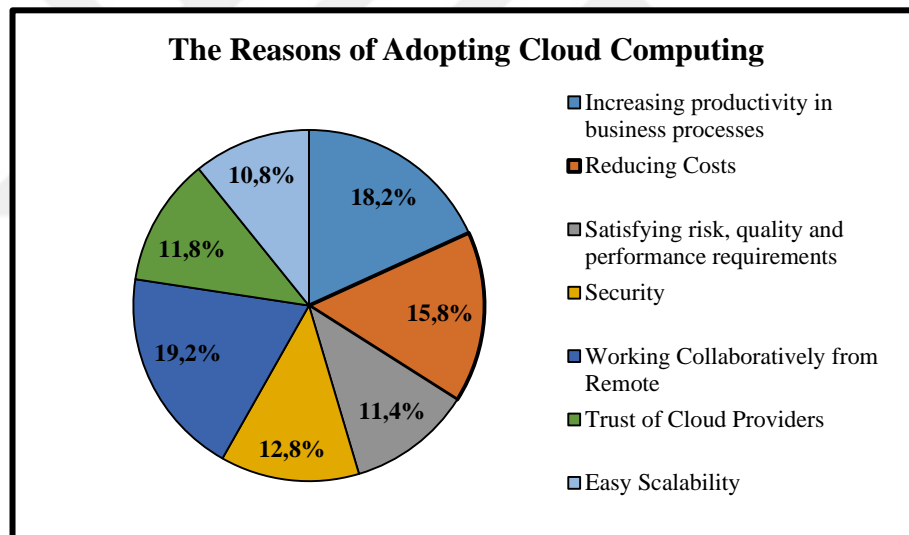 The Reasons of Adopting Cloud Computing
10,8%
18,2%
11,8%
15,8%
19,2%
11,4%
12,8%
Increasing productivity in
business processes
Reducing Costs
Satisfying risk, quality and
performance requirements
Security
Working Collaboratively from
Remote
Trust of Cloud Providers
Easy Scalability